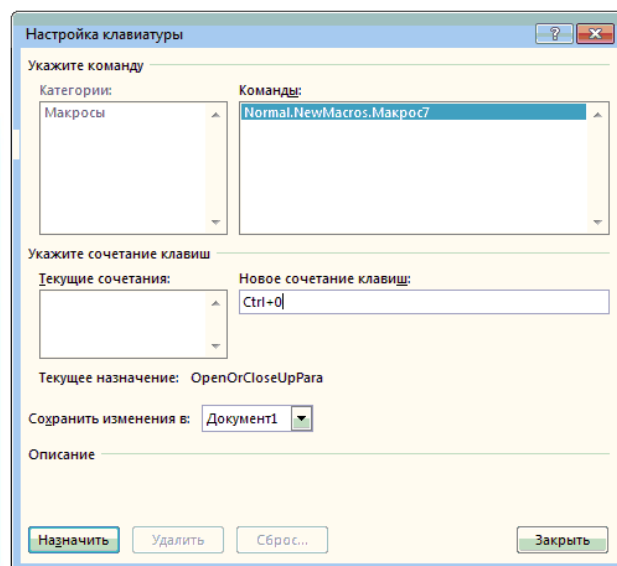 Настройка клавиатуры
Укажите команду
Категории: Команды:
Макросы Normal.NewMacros.Макрос7
Укажите сочетание клавиш
Текущие сочетания: Новое сочетание клавиш:
Ctrl+0
Текущее назначение: OpenOrCloseUpPara
Сохранить изменения в: Документ1
Описание
Назначить Удалить Сброс... Закрыть